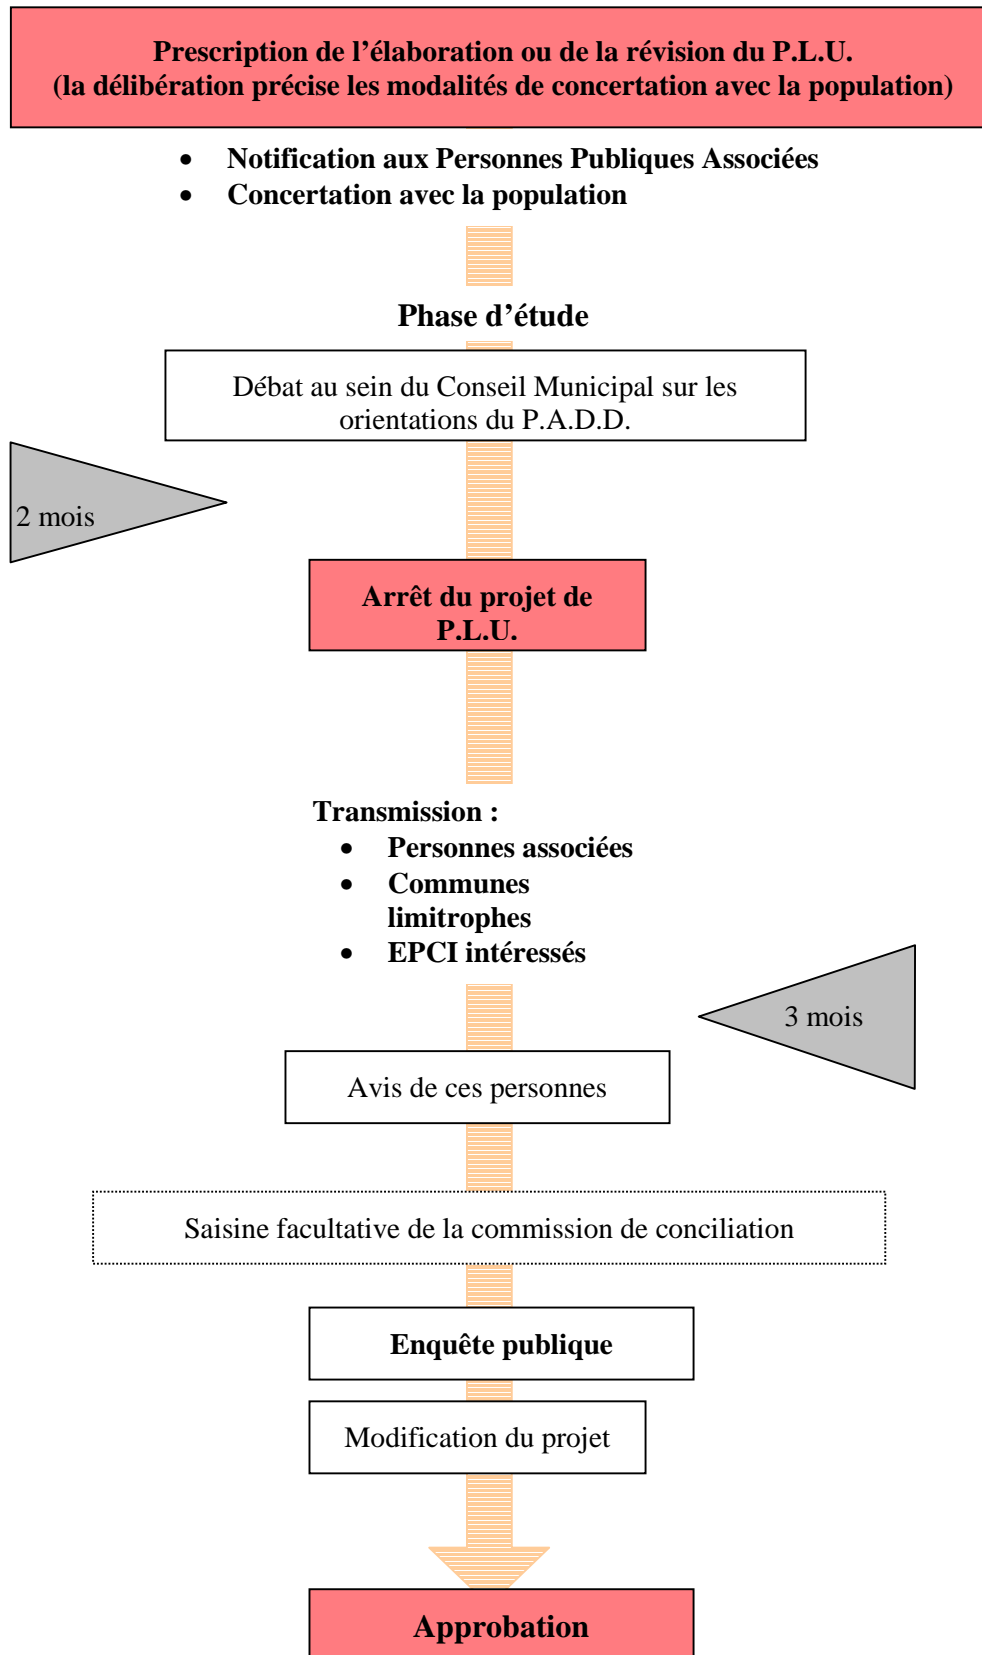 Prescription de l’élaboration ou de la révision du P.L.U.
(la délibération précise les modalités de concertation avec la population)
• Notification aux Personnes Publiques Associées
• Concertation avec la population
Phase d’étude
Débat au sein du Conseil Municipal sur les
orientations du P.A.D.D.
2 mois
Arrêt du projet de
P.L.U.
Transmission :
• Personnes associées
• Communes
limitrophes
• EPCI intéressés
3 mois
Avis de ces personnes
Saisine facultative de la commission de conciliation
Enquête publique
Modification du projet
Approbation